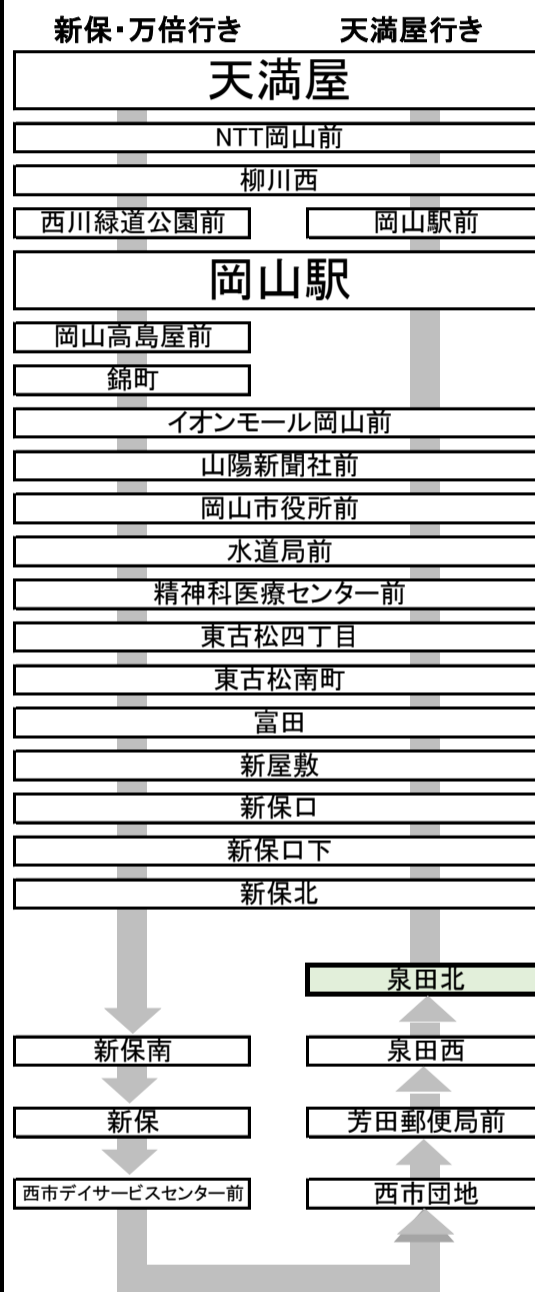 新保・万倍行き
天満屋行き
天満屋
NTT岡山前
柳川西
西川緑道公園前
岡山駅前
岡山駅
岡山高島屋前
錦町
イオンモール岡山前
山陽新聞社前
岡山市役所前
水道局前
精神科医療センター前
東古松四丁目
東古松南町
富田
新屋敷
新保口
新保口下
新保北
泉田北
新保南
泉田西
新保
芳田郵便局前
西市デイサービスセンター前
西市団地